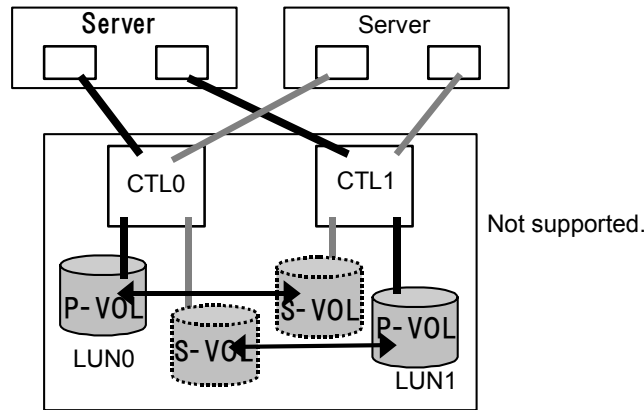 Server
Server
CTL0
CTL1
Not supported.
P-VOL
S-VOL
S-VOL
P-VOL
LUN0
LUN1